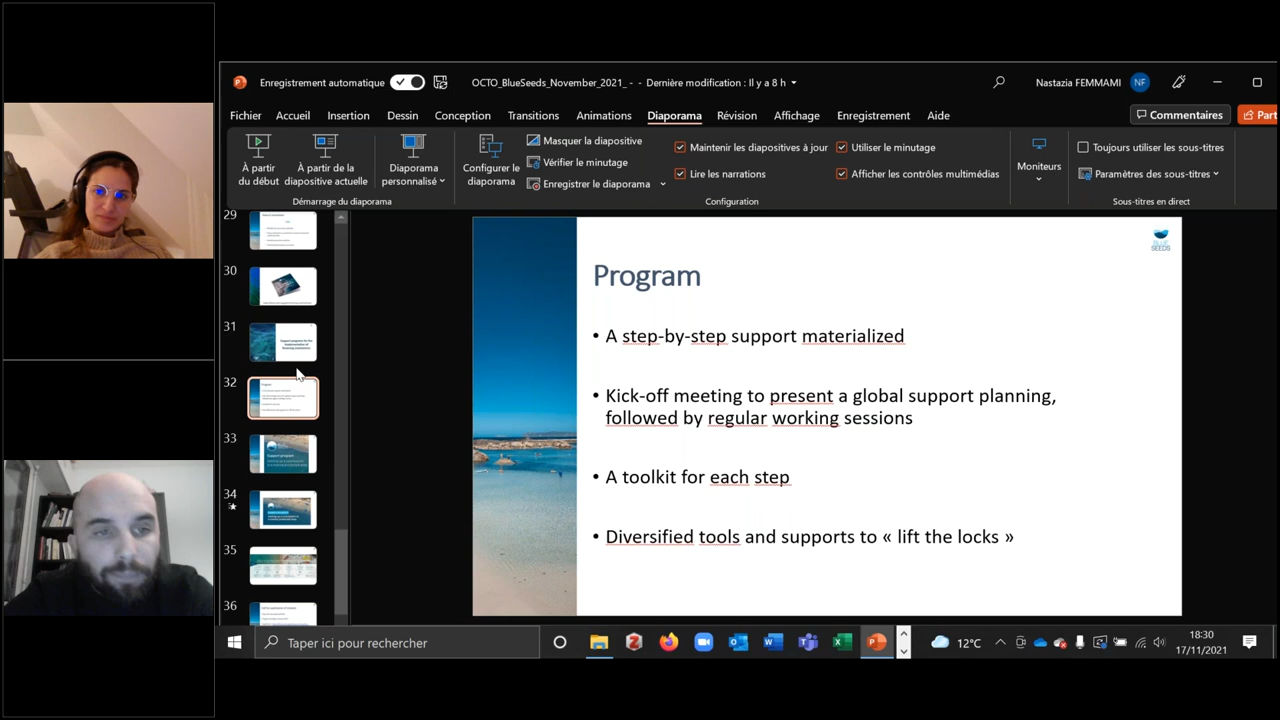 Enregistrement automatique
OCTO_BlueSeeds_November_2021_ - - Dernière modification : Il y a 8 h
Nastazia FEMMAMI
NF
Fichier Accueil Insertion Dessin Conception Transitions Animations Diaporama Révision Affichage Enregistrement Aide
Commentaires
Part
À partir
du début
À partir de la
diapositive actuelle
Diaporama
personnalisé
Configurer le
diaporama
Masquer la diapositive
Vérifier le minutage
Enregistrer le diaporama
Maintenir les diapositives à jour
Lire les narrations
Utiliser le minutage
Afficher les contrôles multimédias
Moniteurs
Toujours utiliser les sous-titres
Paramètres des sous-titres
Démarrage du diaporama
Configuration
Sous-titres en direct
29
30
31
32
33
34
35
36
BLUE
SEEDS
Program
• A step-by-step support materialized
• Kick-off meeting to present a global support planning,
followed by regular working sessions
• A toolkit for each step
• Diversified tools and supports to « lift the locks »
Taper ici pour rechercher
12°C
18:30
17/11/2021